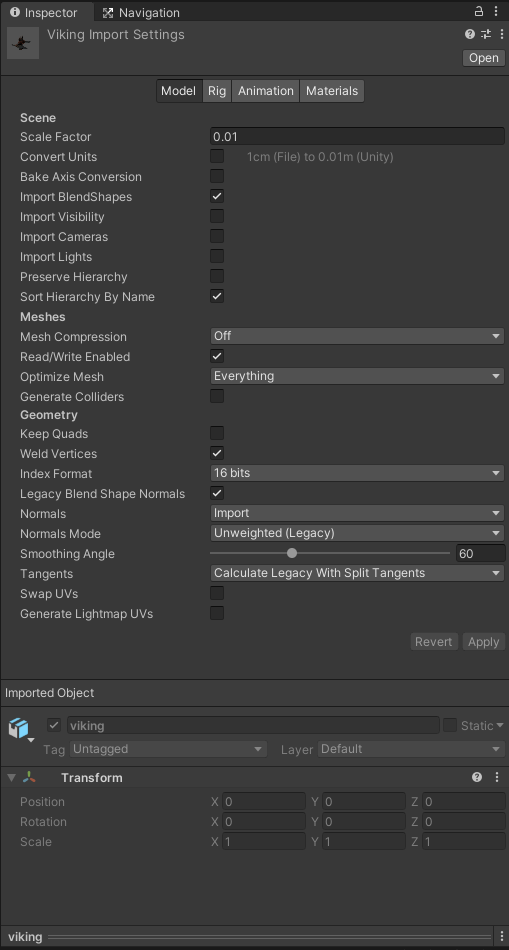 Inspector Navigation
Viking Import Settings
Open
Model Rig Animation Materials
Scene
Scale Factor 0.01
Convert Units 1cm (File) to 0.01m (Unity)
Bake Axis Conversion
Import BlendShapes
Import Visibility
Import Cameras
Import Lights
Preserve Hierarchy
Sort Hierarchy By Name
Meshes
Mesh Compression Off
Read/Write Enabled
Optimize Mesh Everything
Generate Colliders
Geometry
Keep Quads
Weld Vertices
Index Format 16 bits
Legacy Blend Shape Normals
Normals Import
Normals Mode Unweighted (Legacy)
Smoothing Angle 60
Tangents Calculate Legacy With Split Tangents
Swap UVs
Generate Lightmap UVs
Revert Apply
Imported Object
viking Static
Tag Untagged Layer Default
Transform
Position X 0 Y 0 Z 0
Rotation X 0 Y 0 Z 0
Scale X 1 Y 1 Z 1
viking